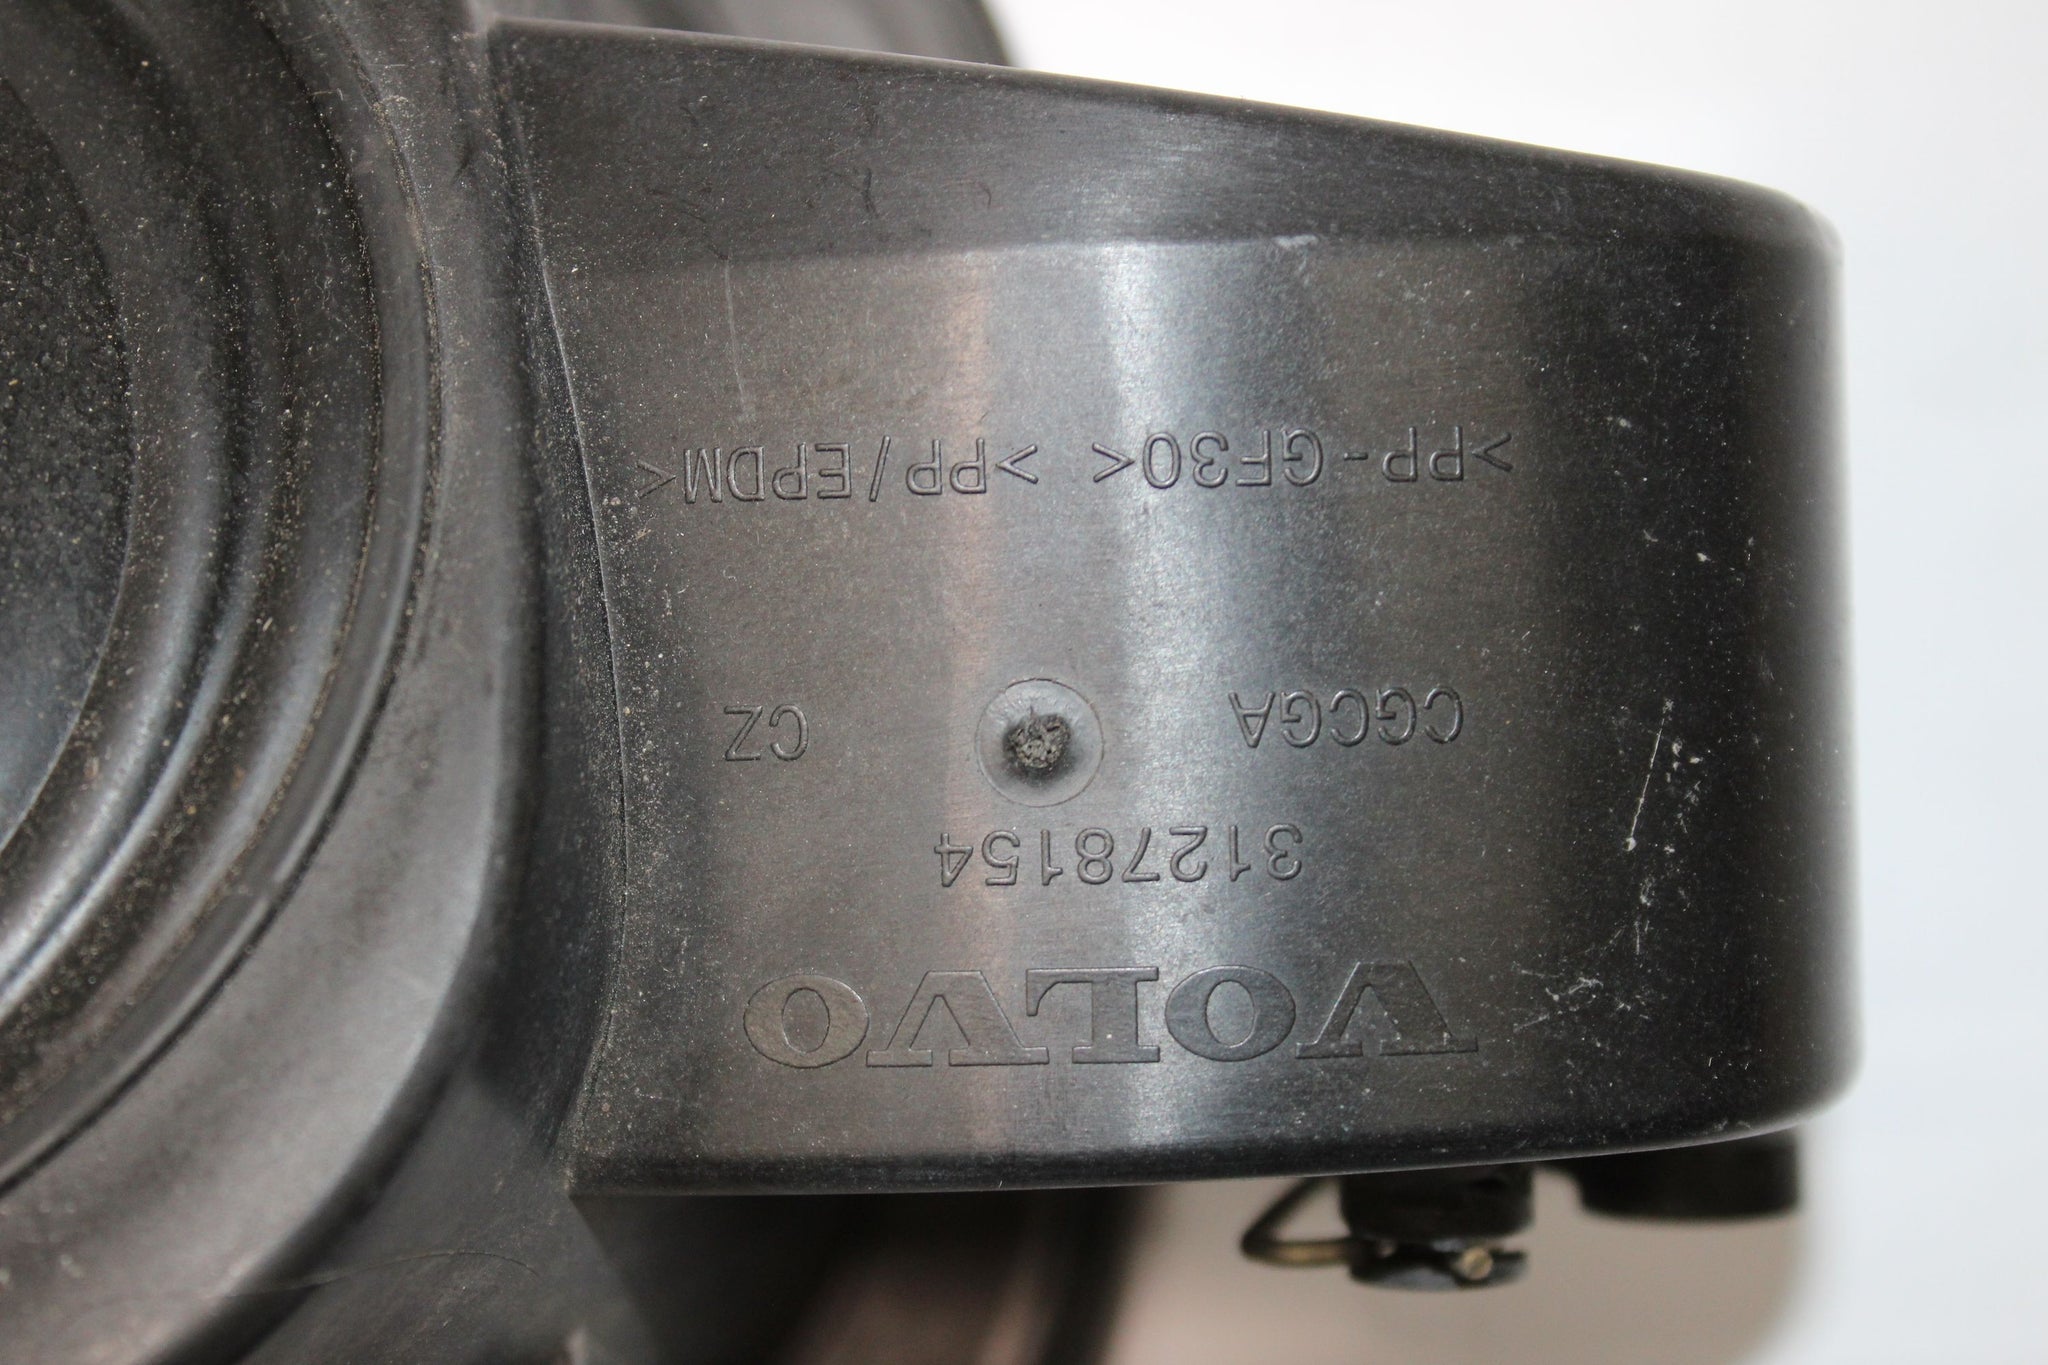 VOLVO
31278154
CGCGA CZ
>PP-GF30< >PP/EPDM<